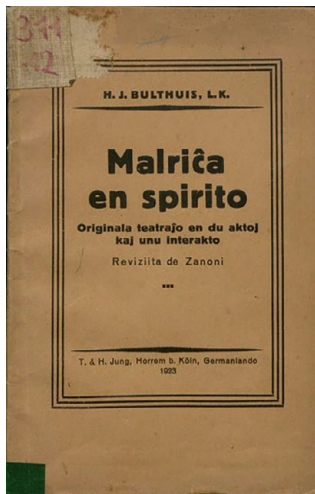 H. J. BULTHUIS, L.K.
Malriĉa
en spirito
Originala teatraĵo en du aktoj
kaj unu interakto
Reviziita de Zanoni
T. & H. Jung, Horrem b. Köln, Germanlando
1923